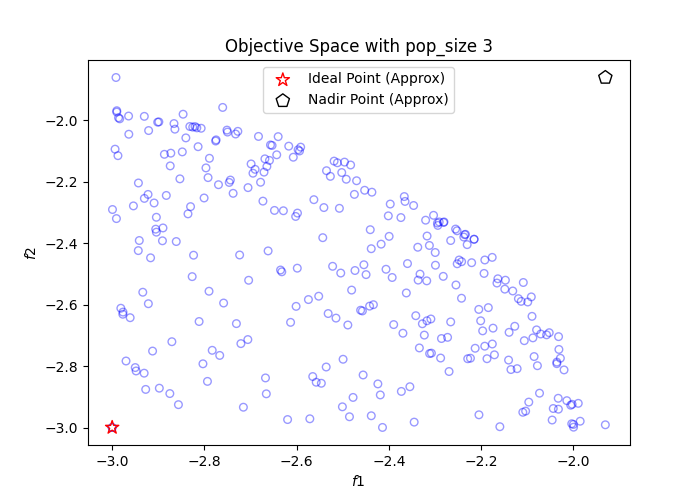 Objective Space with pop_size 3
Ideal Point (Approx)
Nadir Point (Approx)
f2
−2.0
−2.2
−2.4
−2.6
−2.8
−3.0
−3.0 −2.8 −2.6 −2.4 −2.2 −2.0
f1